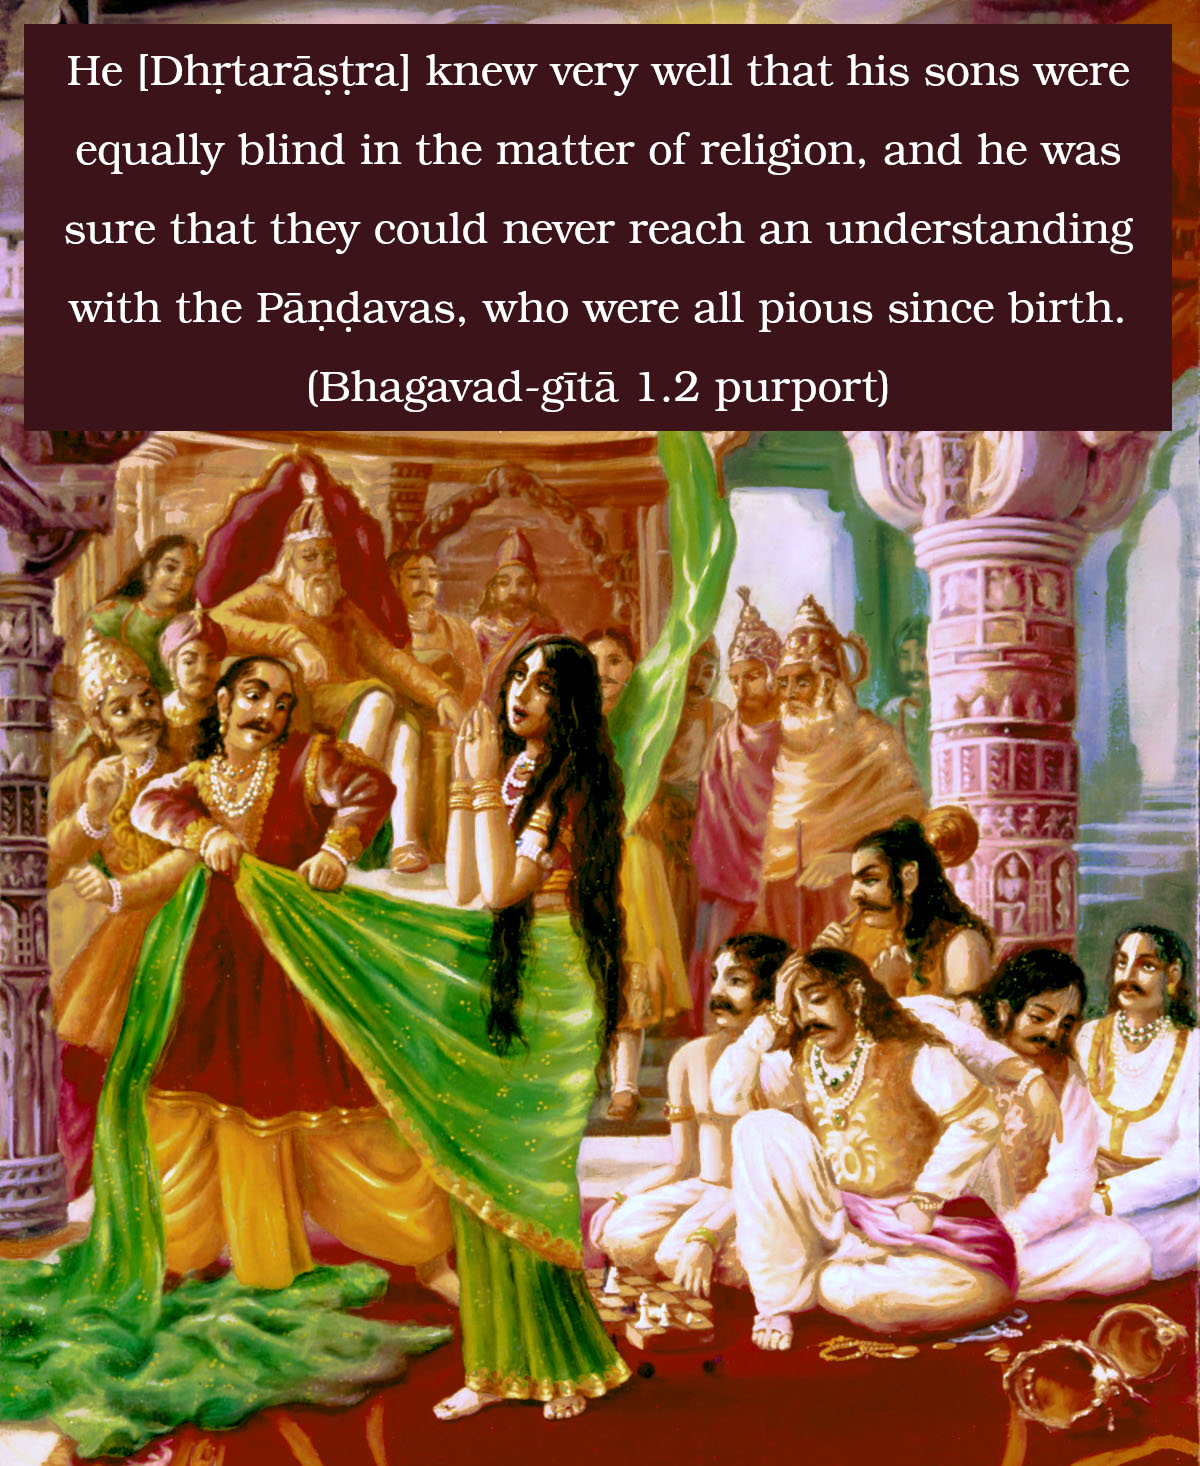 He [Dhṛtarāṣṭra] knew very well that his sons were
equally blind in the matter of religion, and he was
sure that they could never reach an understanding
with the Pāṇḍavas, who were all pious since birth.
(Bhagavad-gītā 1.2 purport)